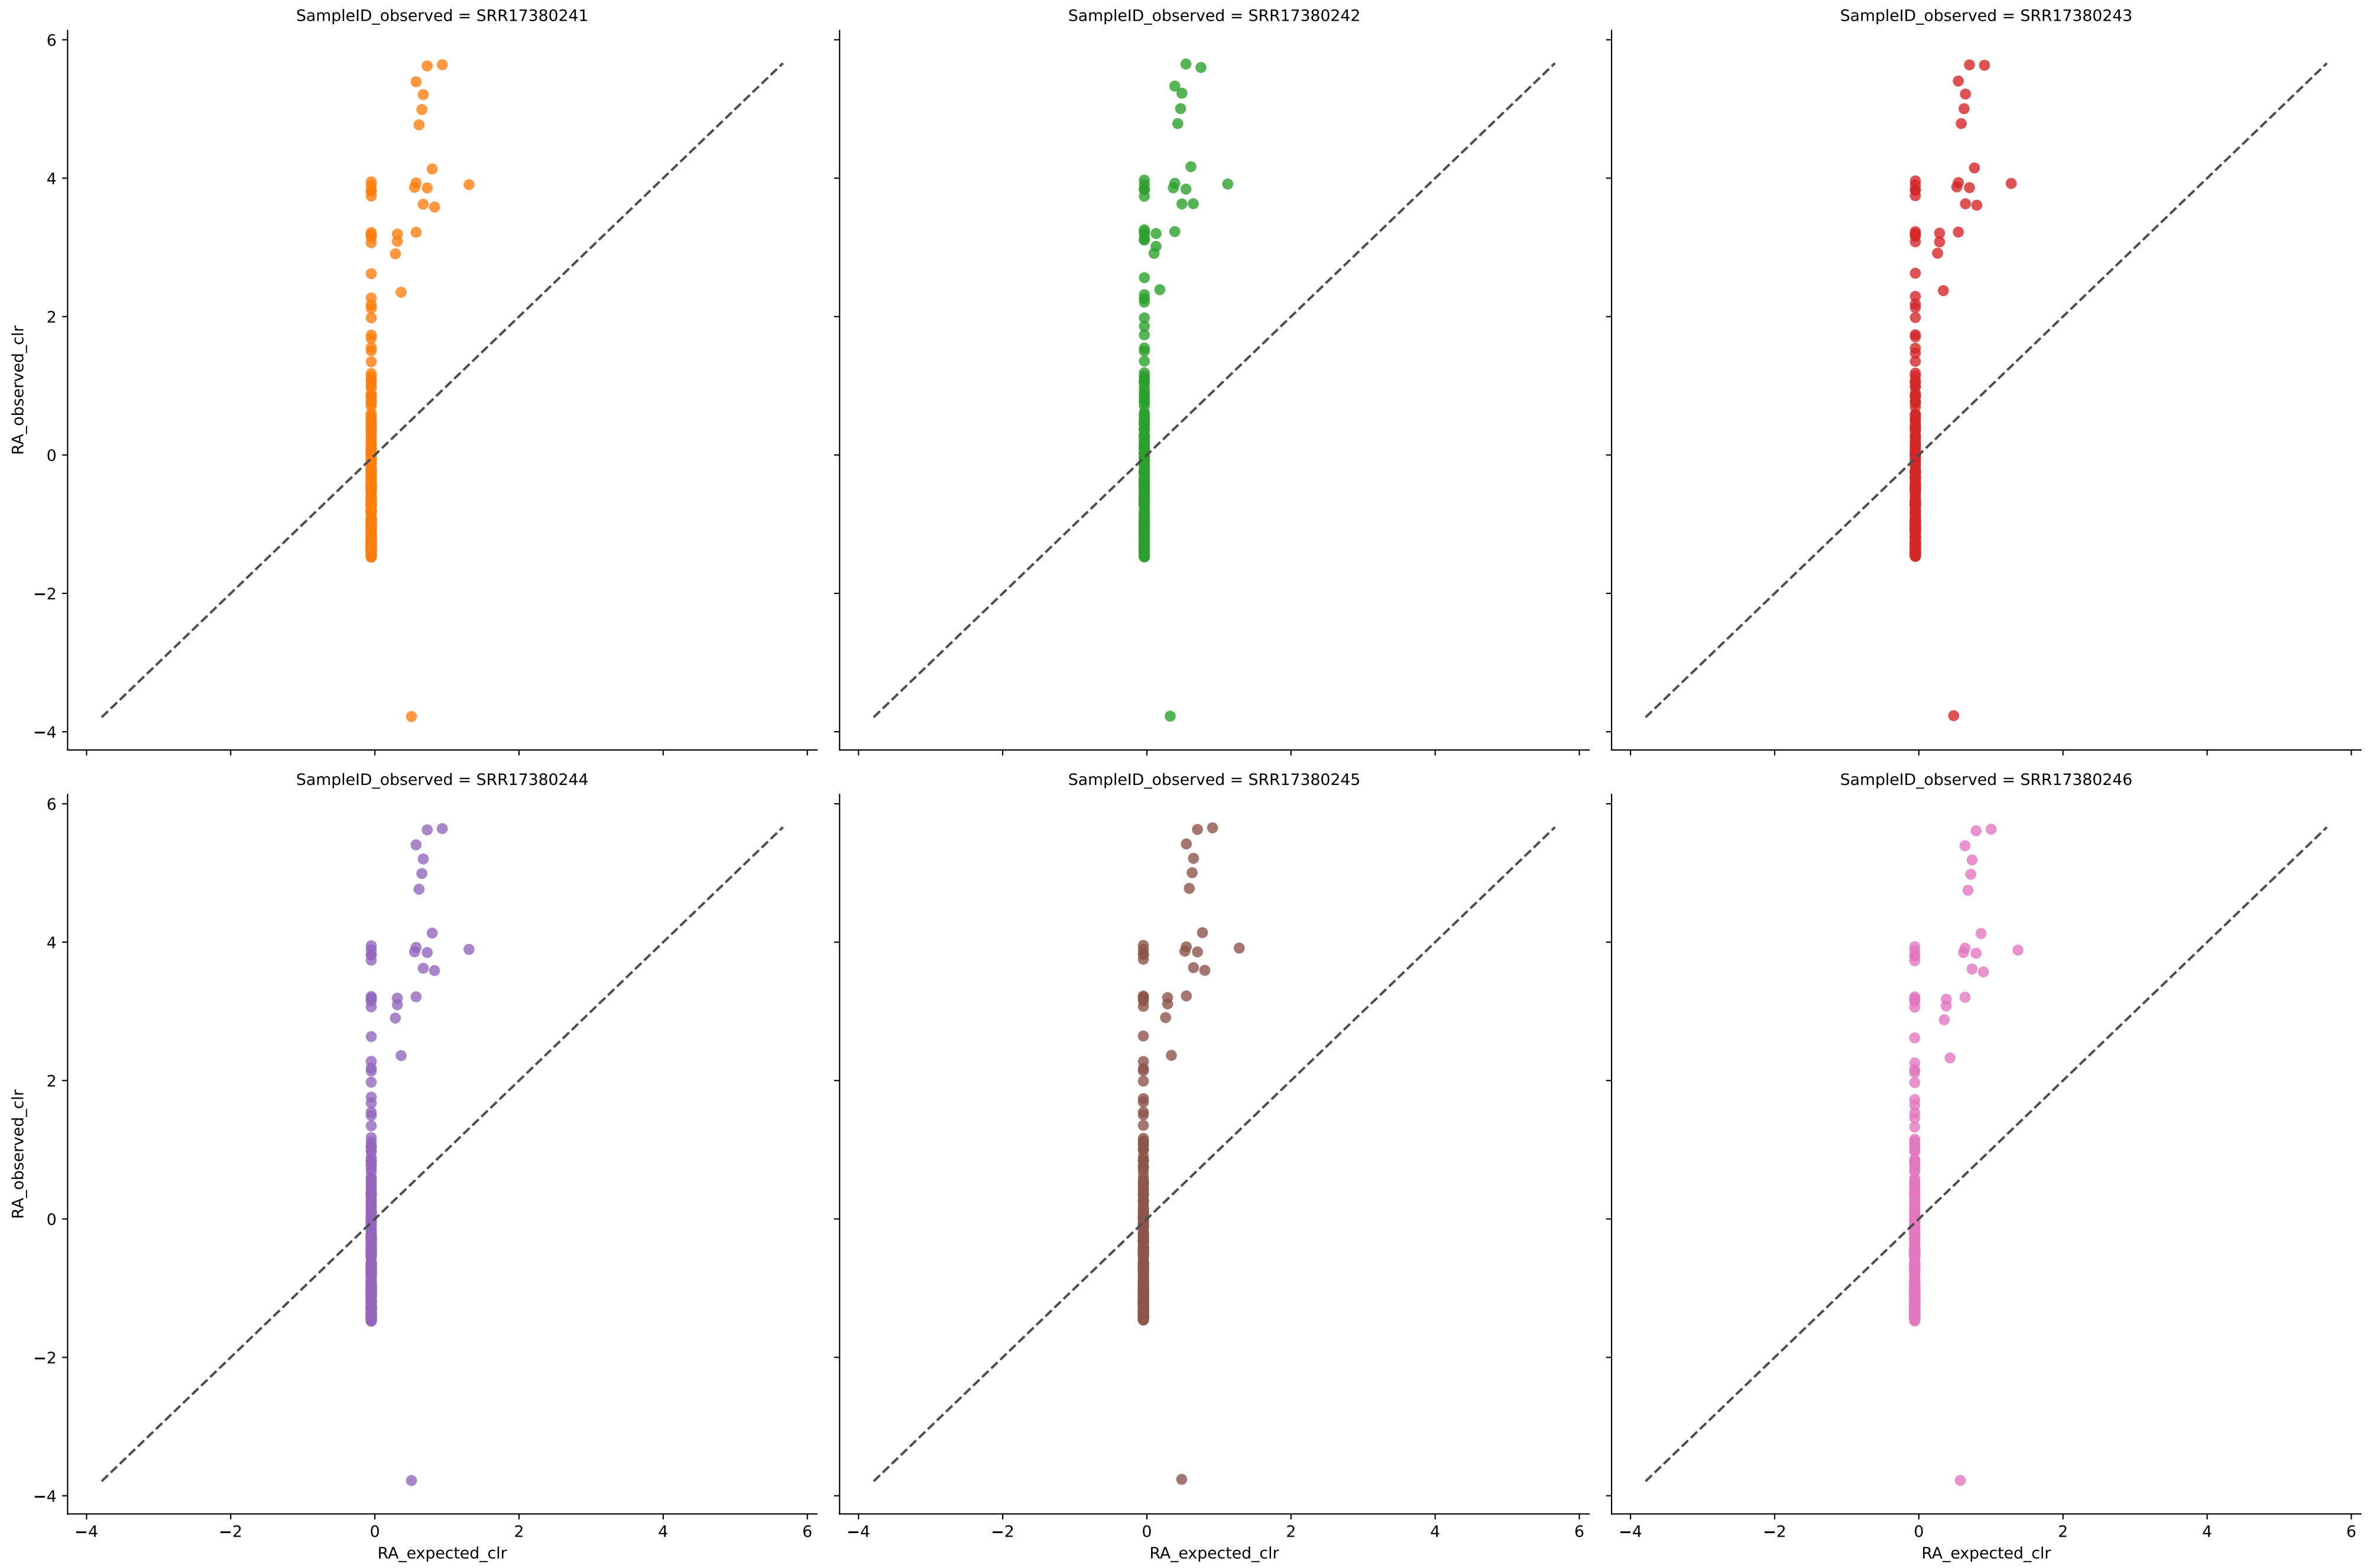 SampleID_observed = SRR17380241
SampleID_observed = SRR17380242
SampleID_observed = SRR17380243
6
4
2
0
−2
−4
RA_observed_clr
SampleID_observed = SRR17380244
SampleID_observed = SRR17380245
SampleID_observed = SRR17380246
6
4
2
0
−2
−4
RA_observed_clr
−4 −2 0 2 4 6
−4 −2 0 2 4 6
−4 −2 0 2 4 6
RA_expected_clr
RA_expected_clr
RA_expected_clr